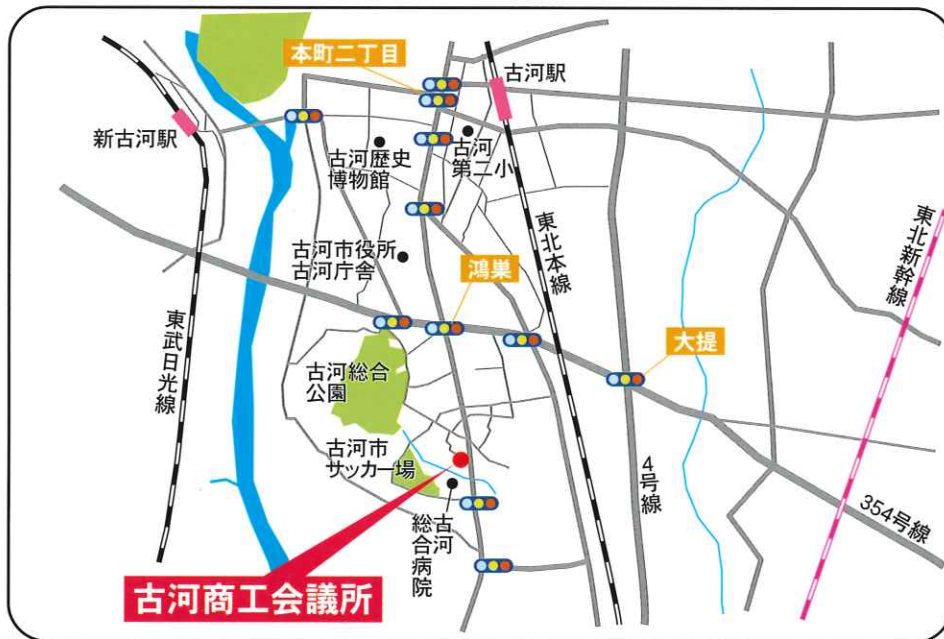 本町二丁目
古河駅
新古河駅
古河歴史
博物館
古河
第二小
東北本線
東北新幹線
古河市役所
古河庁舎
鴻巣
大提
東武日光線
古河総合
公園
古河市
サッカー場
4号線
354号線
古河
総合病院
古河商工会議所